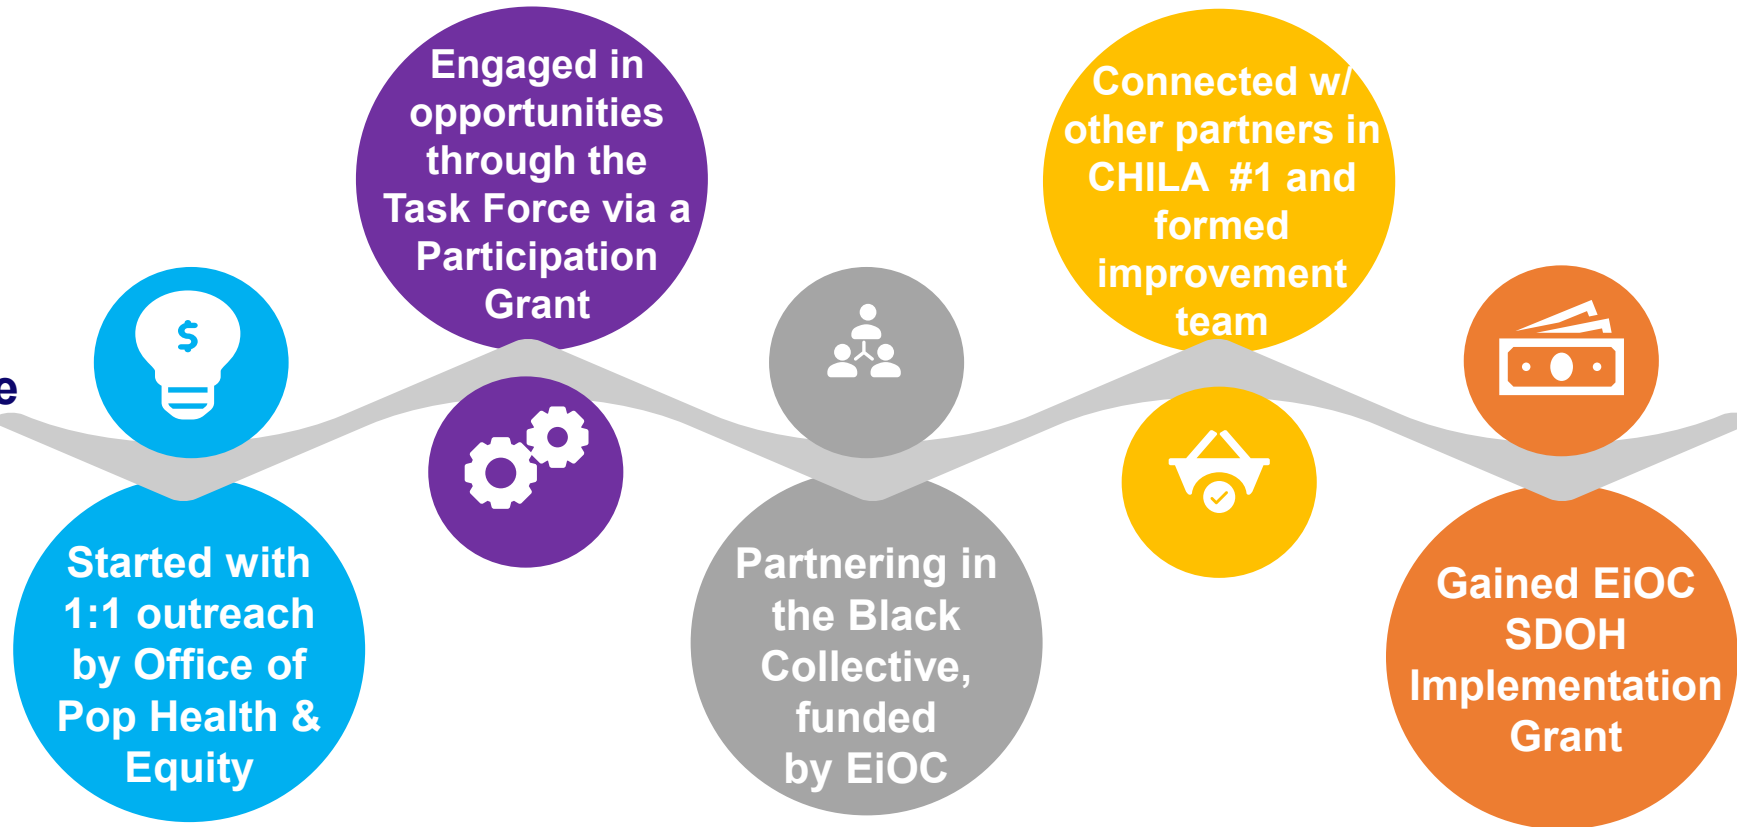 e
$
Started with
1:1 outreach
by Office of
Pop Health &
Equity
Engaged in
opportunities
through the
Task Force via a
Participation
Grant
Partnering in
the Black
Collective,
funded
by EiOC
Connected w/
other partners in
CHILA  #1 and
formed
improvement
team
Gained EiOC
SDOH
Implementation
Grant